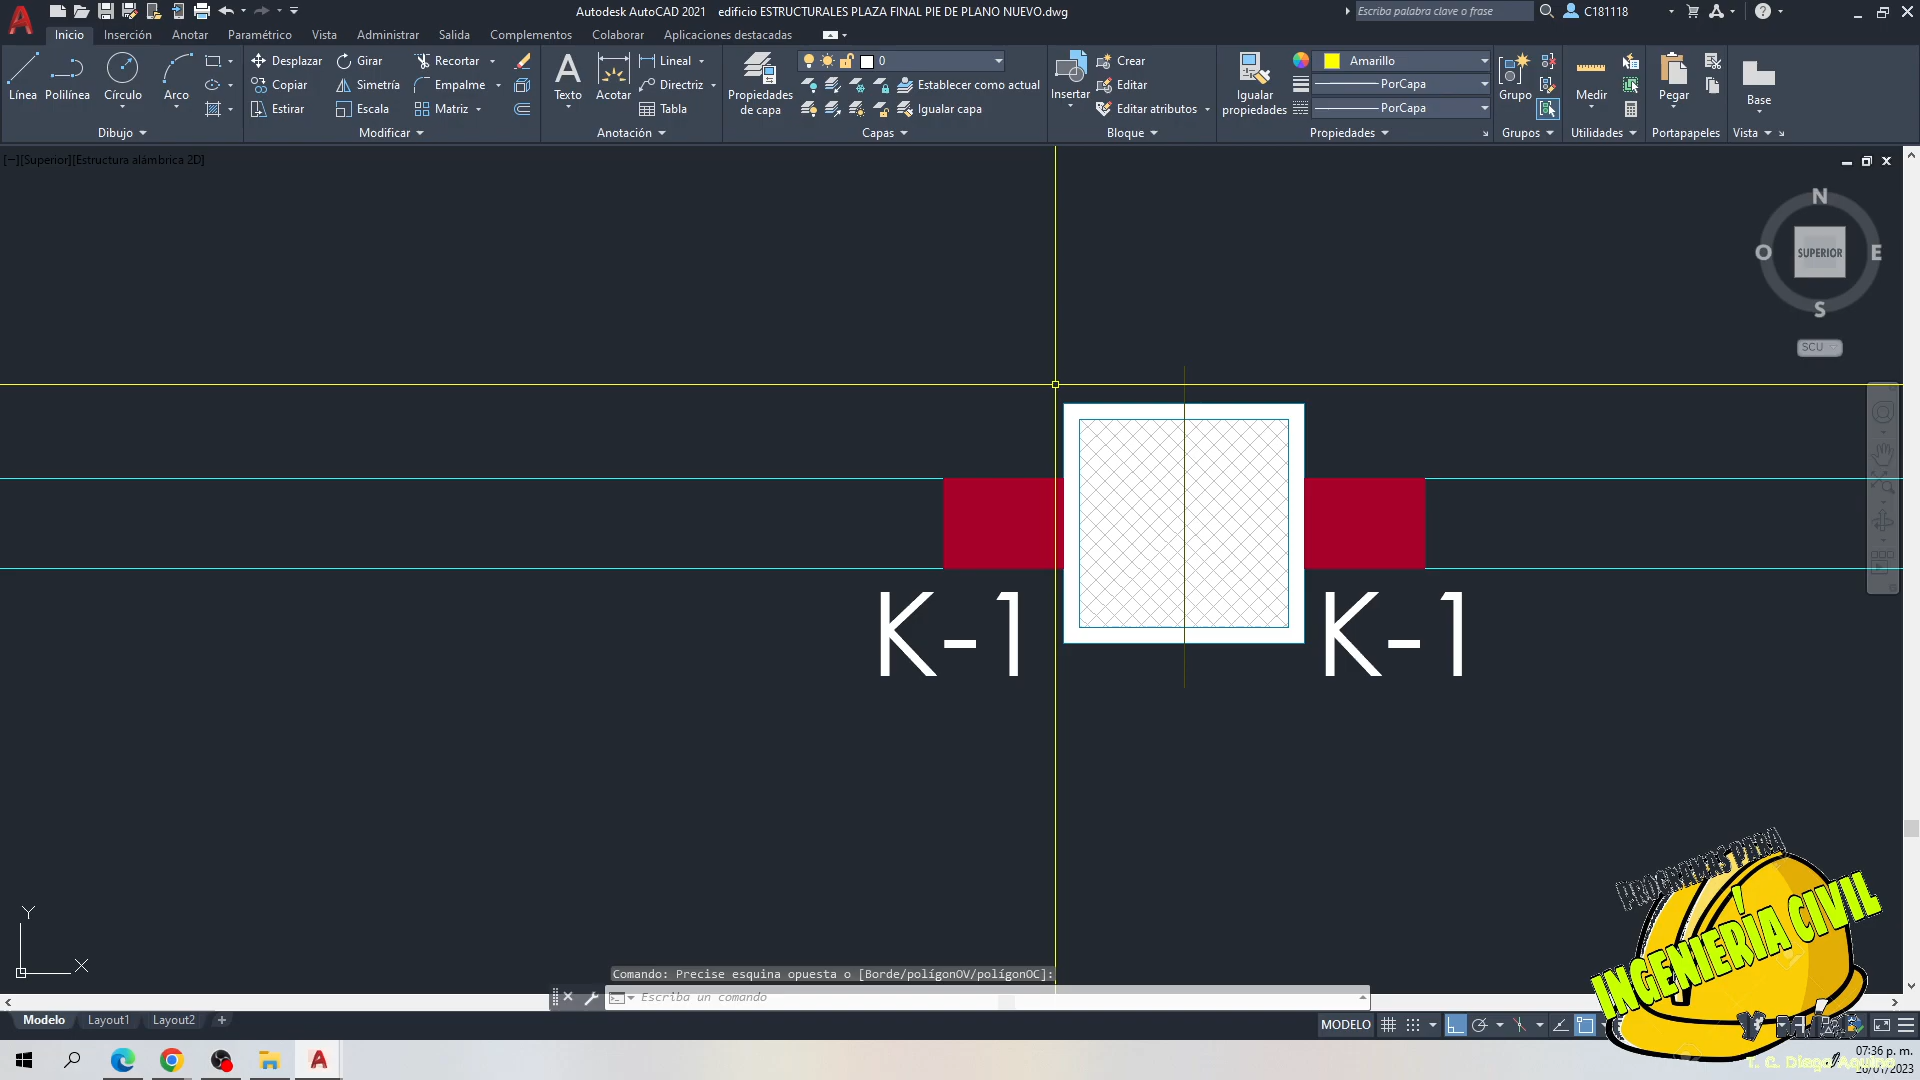 Autodesk AutoCAD 2021 edificio ESTRUCTURALES PLAZA FINAL PIE DE PLANO NUEVO.dwg
Escriba palabra clave o frase
C181118
Inicio Inserción Anotar Paramétrico Vista Administrar Salida Complementos Colaborar Aplicaciones destacadas
Línea Polilínea Círculo Arco
Dibujo
Desplazar Girar Recortar
Copiar Simetría Empalme
Estirar Escala Matriz
Modificar
Texto Acotar
Lineal
Directriz
Tabla
Anotación
Propiedades de capa
0
Establecer como actual
Igualar capa
Capas
Insertar
Crear
Editar
Editar atributos
Bloque
Igualar propiedades
Amarillo
PorCapa
PorCapa
Propiedades
Grupo
Grupos
Medir
Utilidades
Pegar
Portapapeles
Base
Vista
[−][Superior][Estructura alámbrica 2D]
N
O SUPERIOR E
S
SCU
K-1 K-1
Y
X
Comando: Precise esquina opuesta o [Borde/polígonOV/polígonOC]:
Escriba un comando
Modelo Layout1 Layout2 +
MODELO
PROGRAMAS PARA
INGENIERÍA CIVIL
07:36 p. m.
T. C. Diego Aquino